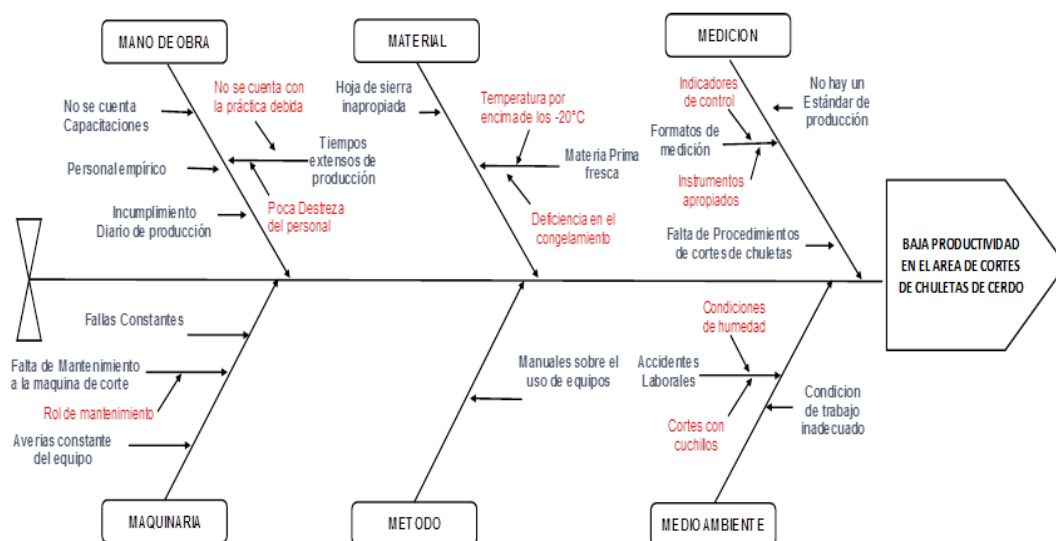 MANO DE OBRA
MATERIAL
MEDICION
No se cuenta
Capacitaciones
No se cuenta con
la práctica debida
Personal empírico
Tiempos
extensos de
producción
Incumplimiento
Diario de producción
Poca Destreza
del personal
Hoja de sierra
inapropiada
Temperatura por
encima de los -20°C
Materia Prima
fresca
Deficiencia en el
congelamiento
Indicadores
de control
No hay un
Estándar de
producción
Formatos de
medición
Instrumentos
apropiados
Falta de Procedimientos
de cortes de chuletas
BAJA PRODUCTIVIDAD
EN EL AREA DE CORTES
DE CHULETAS DE CERDO
Fallas Constantes
Falta de Mantenimiento
a la maquina de corte
Rol de mantenimiento
Averias constante
del equipo
Manuales sobre el
uso de equipos
Condiciones
de humedad
Accidentes
Laborales
Cortes con
cuchillos
Condicion
de trabajo
inadecuado
MAQUINARIA
METODO
MEDIO AMBIENTE